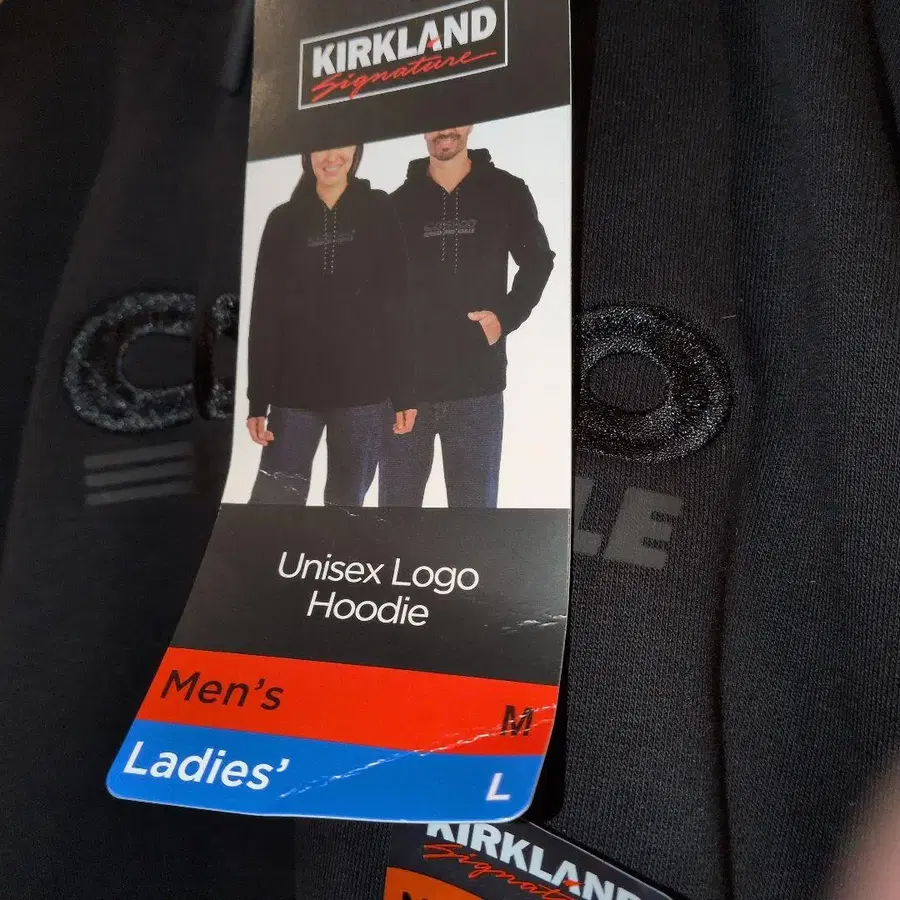 KIRKLAND
Signature
Unisex Logo
Hoodie
Men's
M
Ladies'
L
LE
KIRKLAND
Signature